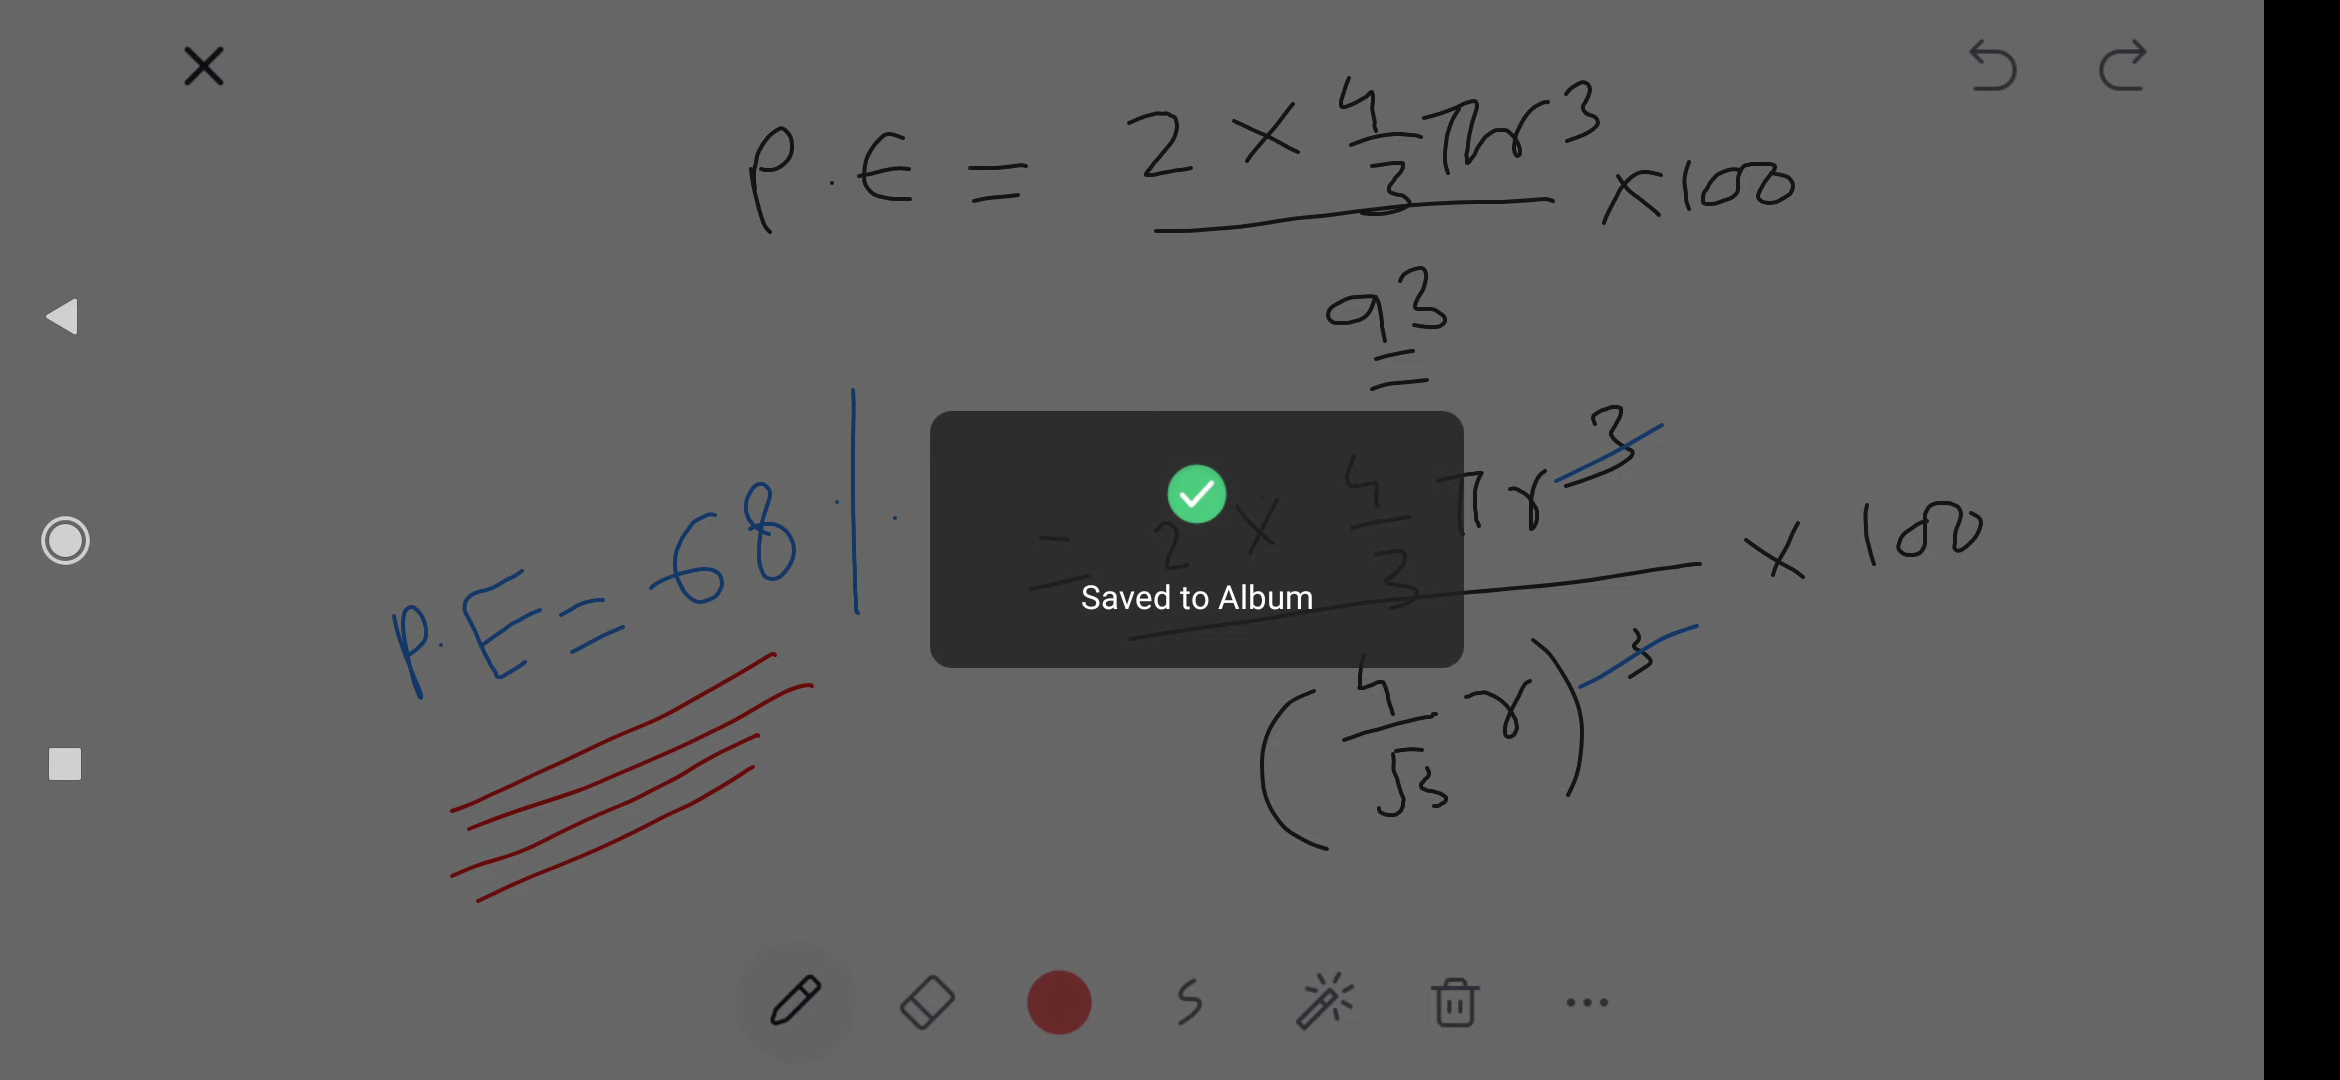 P.E = 2 × 4/3 πr³ / a³ × 100
= 2 × 4/3 πr³ / (4/√3 r)³ × 100
P.E = 68 %
Saved to Album